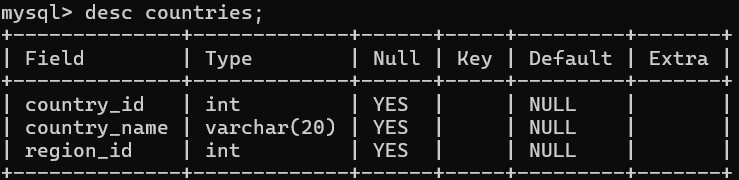 mysql> desc countries;
+--------------+-------------+------+-----+---------+-------+
| Field        | Type        | Null | Key | Default | Extra |
+--------------+-------------+------+-----+---------+-------+
| country_id   | int         | YES  |     | NULL    |       |
| country_name | varchar(20) | YES  |     | NULL    |       |
| region_id    | int         | YES  |     | NULL    |       |
+--------------+-------------+------+-----+---------+-------+